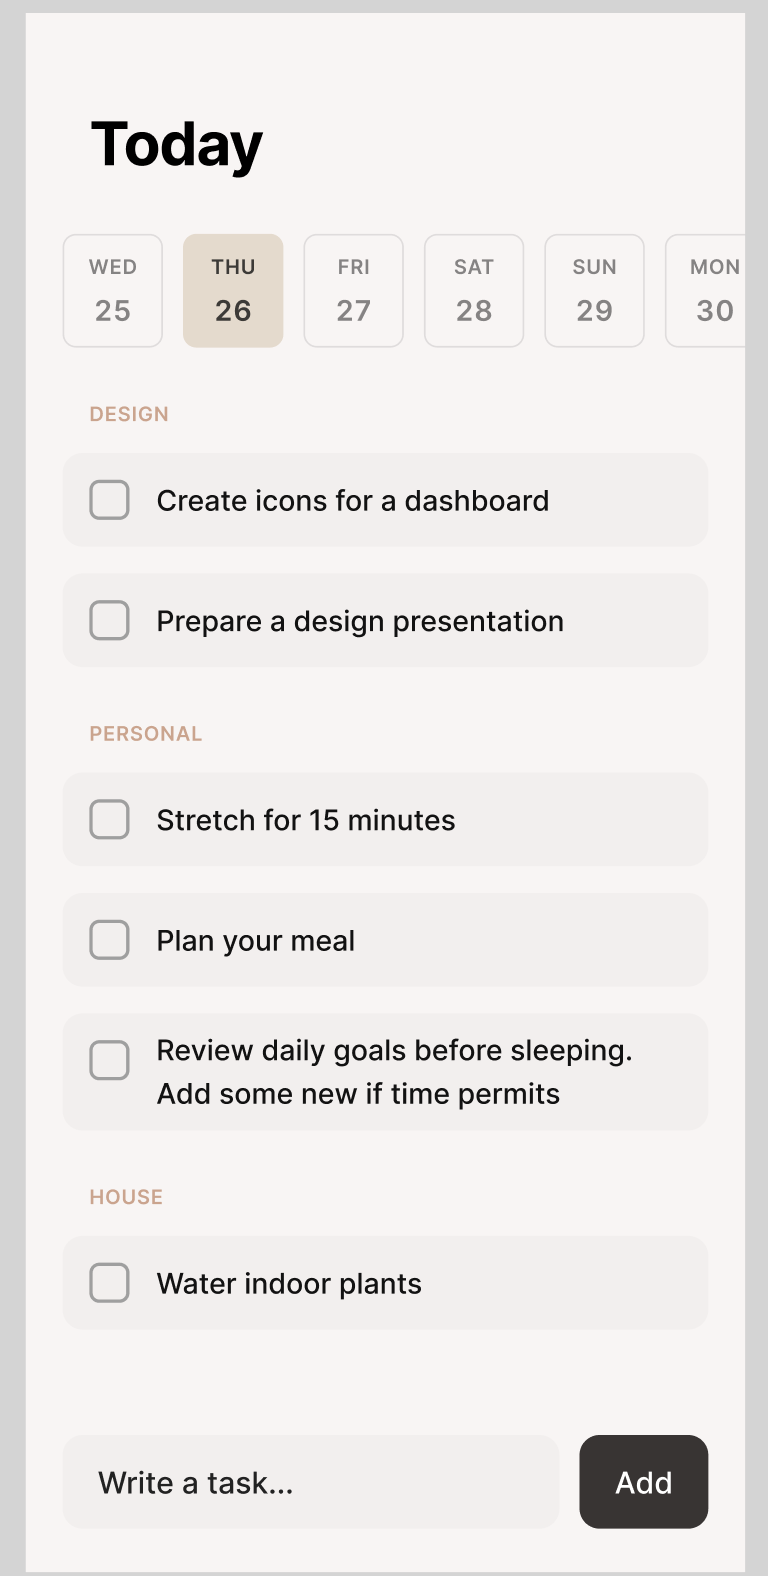 Today
WED THU FRI SAT SUN MON
25 26 27 28 29 30
DESIGN
Create icons for a dashboard
Prepare a design presentation
PERSONAL
Stretch for 15 minutes
Plan your meal
Review daily goals before sleeping.
Add some new if time permits
HOUSE
Water indoor plants
Write a task... Add